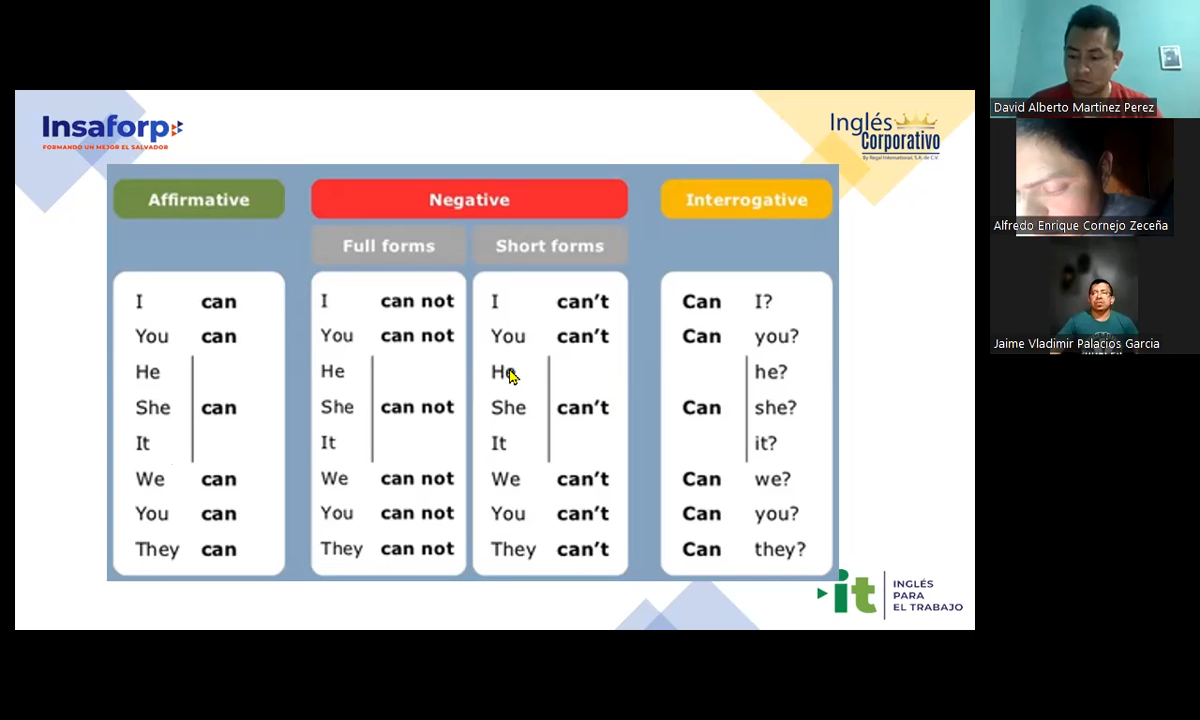 Insaforp
FORMANDO UN MEJOR EL SALVADOR
Inglés
Corporativo
By Regal International, S.A. de C.V.
Affirmative
Negative
Interrogative
Full forms
Short forms
I can
You can
He
She can
It
We can
You can
They can
I can not
You can not
He
She can not
It
We can not
You can not
They can not
I can't
You can't
He
She can't
It
We can't
You can't
They can't
Can I?
Can you?
he?
Can she?
it?
Can we?
Can you?
Can they?
it
INGLÉS
PARA
EL TRABAJO
David Alberto Martinez Perez
Alfredo Enrique Cornejo Zeceña
Jaime Vladimir Palacios Garcia